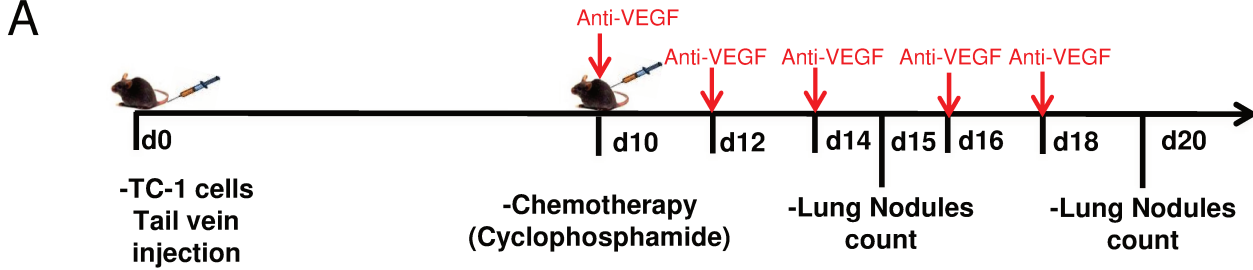 A
Anti-VEGF
Anti-VEGF Anti-VEGF Anti-VEGF Anti-VEGF
d0 d10 d12 d14 d15 d16 d18 d20
-TC-1 cells
Tail vein
injection
-Chemotherapy
(Cyclophosphamide)
-Lung Nodules
count
-Lung Nodules
count